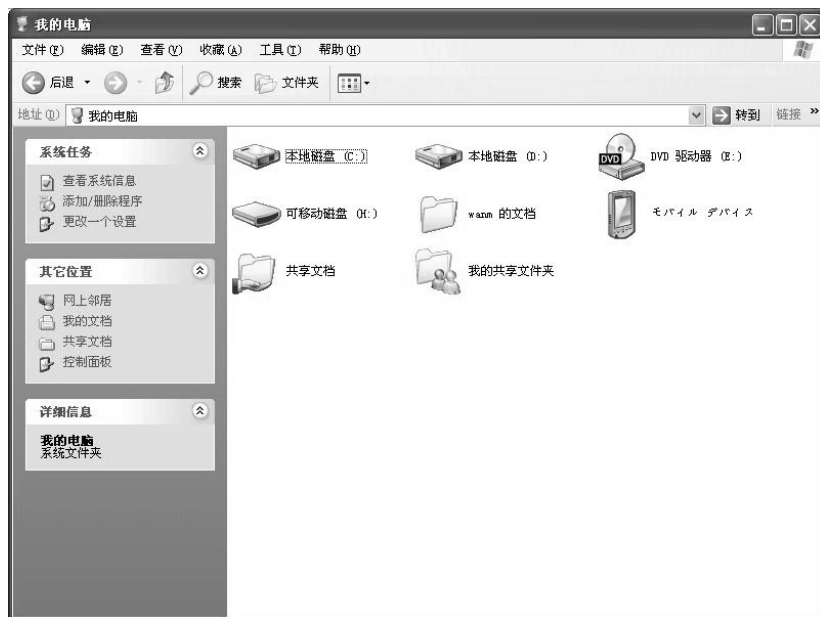 我的电脑
文件(F) 编辑(E) 查看(V) 收藏(A) 工具(T) 帮助(H)
后退 搜索 文件夹
地址(D) 我的电脑 转到 链接 »
系统任务
查看系统信息
添加/删除程序
更改一个设置
其它位置
网上邻居
我的文档
共享文档
控制面板
详细信息
我的电脑
系统文件夹
本地磁盘 (C:) 本地磁盘 (D:) DVD 驱动器 (E:)
DVD
可移动磁盘 (H:) wanm 的文档 モバイル デバイス
共享文档 我的共享文件夹